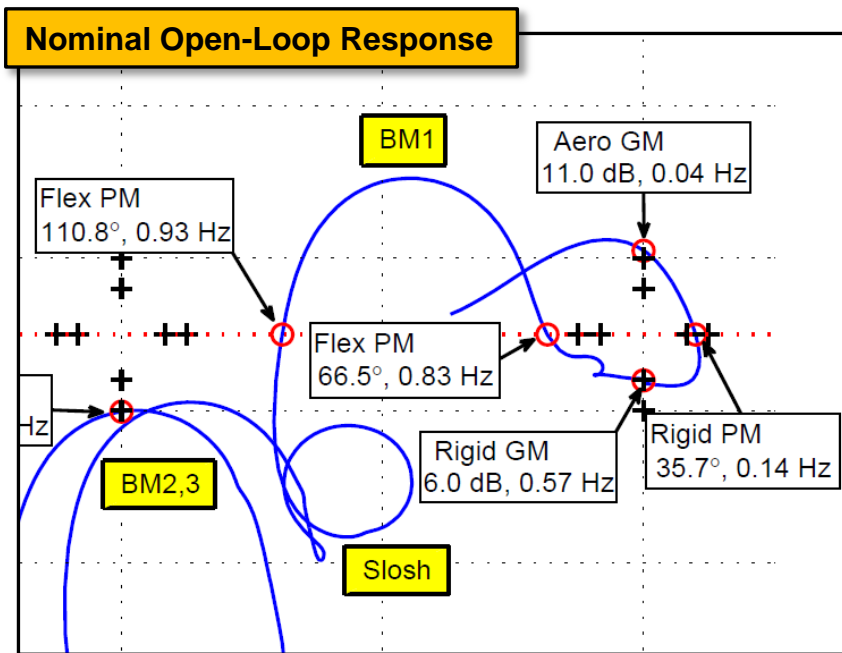 Nominal Open-Loop Response
BM1
Aero GM
11.0 dB, 0.04 Hz
Flex PM
110.8°, 0.93 Hz
Flex PM
66.5°, 0.83 Hz
Hz
Rigid GM
6.0 dB, 0.57 Hz
Rigid PM
35.7°, 0.14 Hz
BM2,3
Slosh